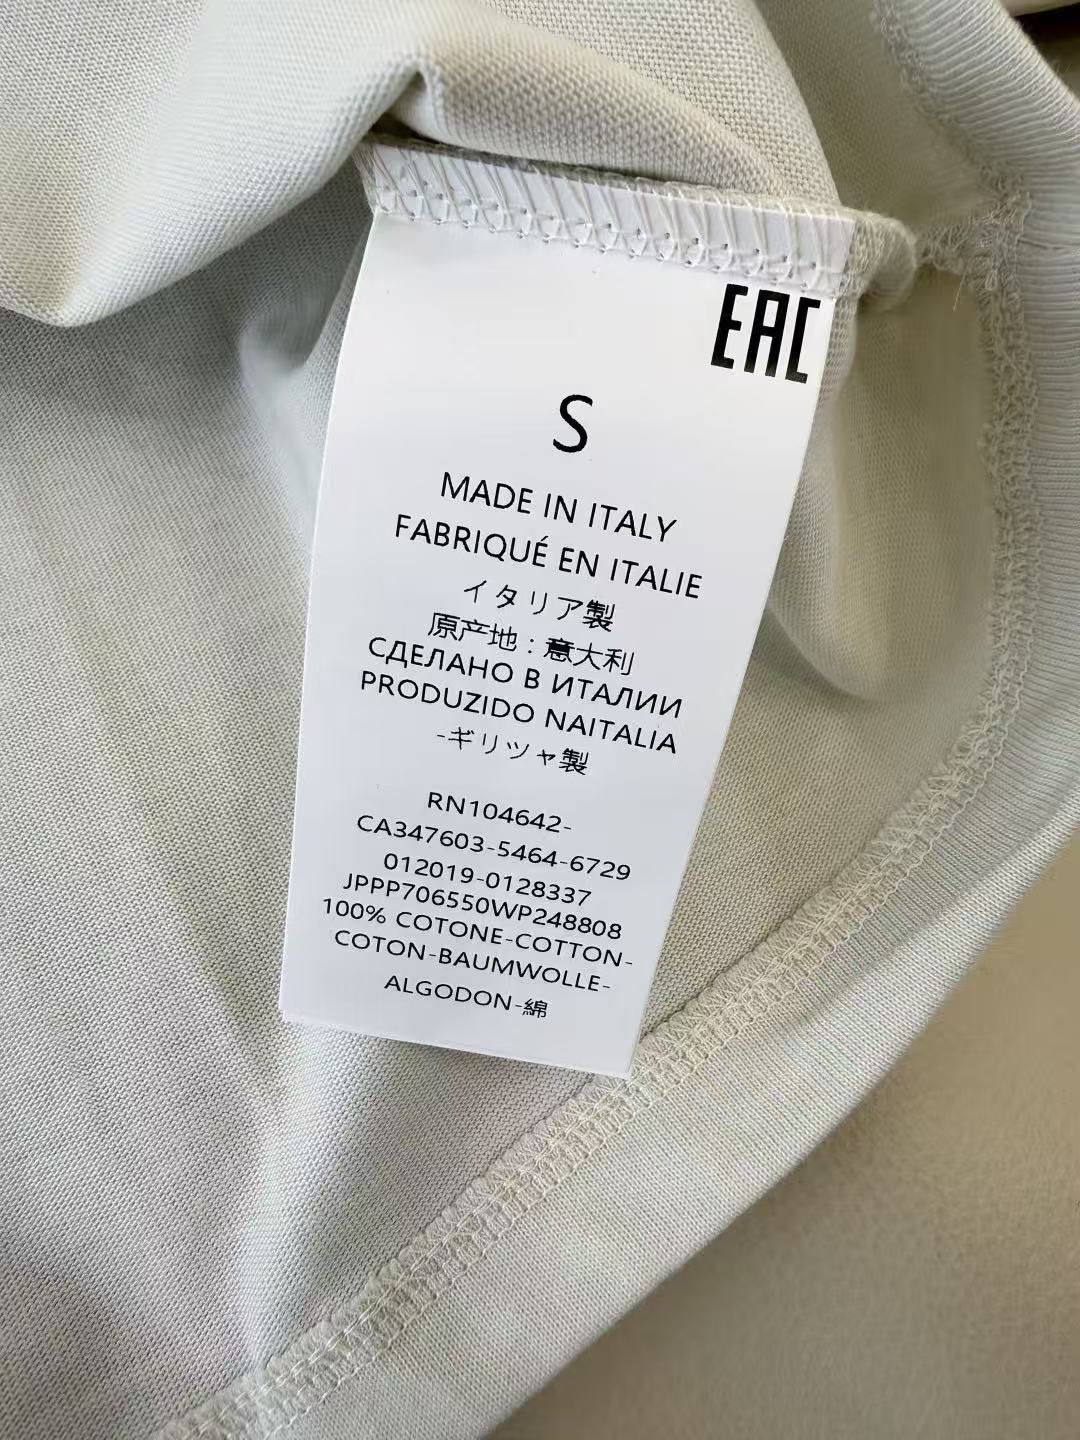 EAC
S
MADE IN ITALY
FABRIQUÉ EN ITALIE
イタリア製
原产地：意大利
СДЕЛАНО В ИТАЛИИ
PRODUZIDO NAITALIA
-ギリツャ製
RN104642-
CA347603-5464-6729
012019-0128337
JPPP706550WP248808
100% COTONE-COTTON-
COTON-BAUMWOLLE-
ALGODON-綿